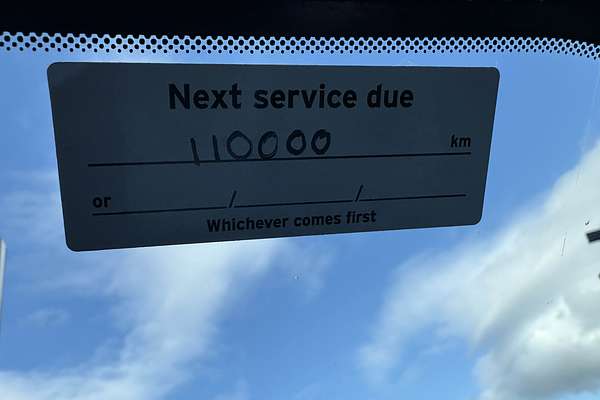 Next service due
110000 km
or / /
Whichever comes first